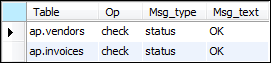 Table Op Msg_type Msg_text
ap.vendors check status OK
ap.invoices check status OK